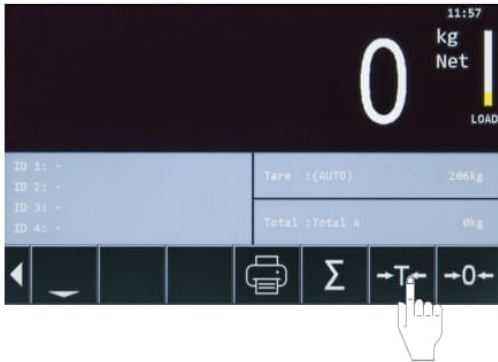 11:57
0
kg
Net
LOAD
ID 1: -
ID 2: -
ID 3: -
ID 4: -
Tare :(AUTO) 206kg
Total :Total A 0kg
Σ →T← →0←